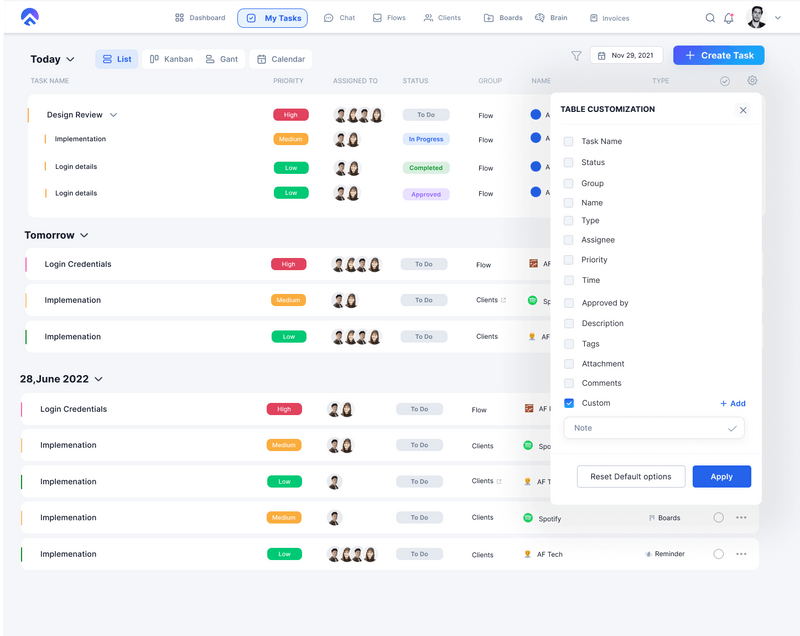 Dashboard My Tasks Chat Flows Clients Boards Brain Invoices
Today List Kanban Gant Calendar Nov 29, 2021 + Create Task
TASK NAME PRIORITY ASSIGNED TO STATUS GROUP NAME TYPE
Design Review High To Do Flow A
Implementation Medium In Progress Flow A
Login details Low Completed Flow A
Login details Low Approved Flow A
Tomorrow
Login Credentials High To Do Flow AF
Implemenation Medium To Do Clients Sp
Implemenation Low To Do Clients AF
28,June 2022
Login Credentials High To Do Flow AF
Implemenation Medium To Do Clients Spo
Implemenation Low To Do Clients AF T
Implemenation Medium To Do Clients Spotify Boards
Implemenation Low To Do Clients AF Tech Reminder
TABLE CUSTOMIZATION
Task Name
Status
Group
Name
Type
Assignee
Priority
Time
Approved by
Description
Tags
Attachment
Comments
Custom + Add
Note
Reset Default options Apply